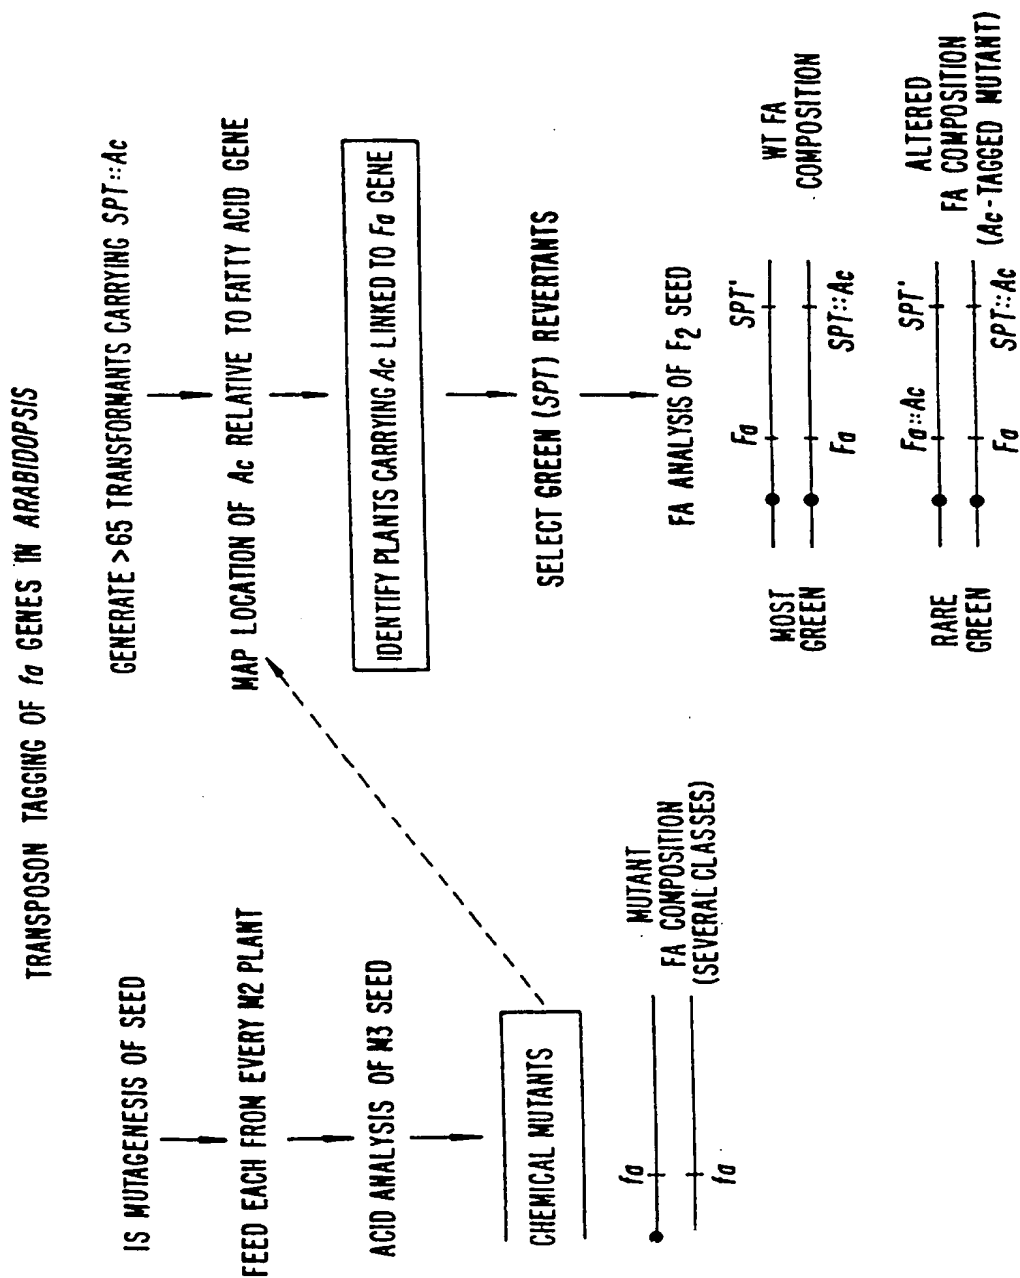 TRANSPOSON TAGGING OF fa GENES IN ARABIDOPSIS
IS MUTAGENESIS OF SEED
FEED EACH FROM EVERY M2 PLANT
ACID ANALYSIS OF M3 SEED
CHEMICAL MUTANTS
fa
fa
MUTANT
FA COMPOSITION
(SEVERAL CLASSES)
GENERATE >65 TRANSFORMANTS CARRYING SPT::Ac
MAP LOCATION OF Ac RELATIVE TO FATTY ACID GENE
IDENTIFY PLANTS CARRYING Ac LINKED TO Fa GENE
SELECT GREEN (SPT) REVERTANTS
FA ANALYSIS OF F2 SEED
MOST
GREEN
Fa
SPT'
Fa
SPT::Ac
WT FA
COMPOSITION
RARE
GREEN
Fa::Ac
SPT'
Fa
SPT::Ac
ALTERED
FA COMPOSITION
(Ac-TAGGED MUTANT)